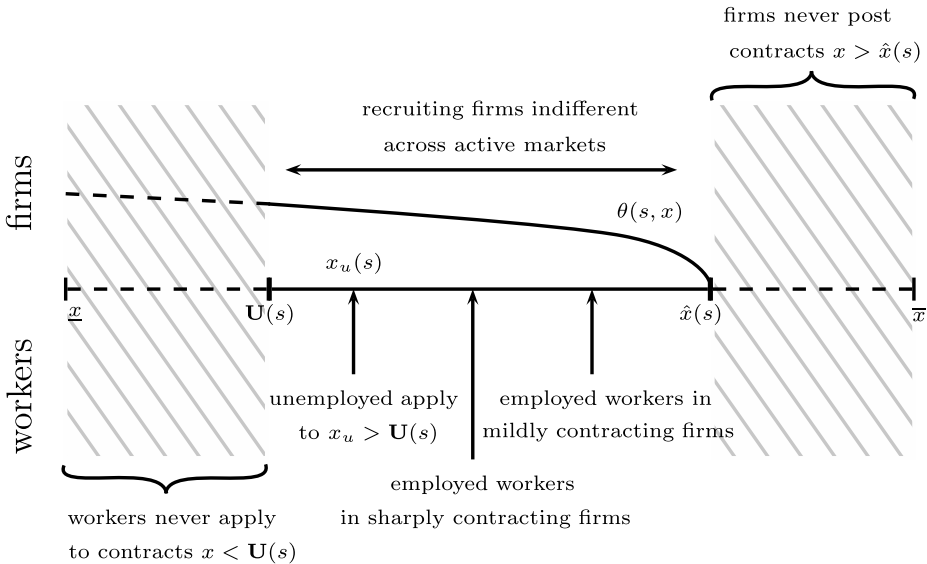 firms never post
contracts x > x̂(s)
recruiting firms indifferent
across active markets
firms
θ(s, x)
x_u(s)
x̲
U(s)
x̂(s)
x̅
workers
unemployed apply
to x_u > U(s)
employed workers in
mildly contracting firms
employed workers
in sharply contracting firms
workers never apply
to contracts x < U(s)